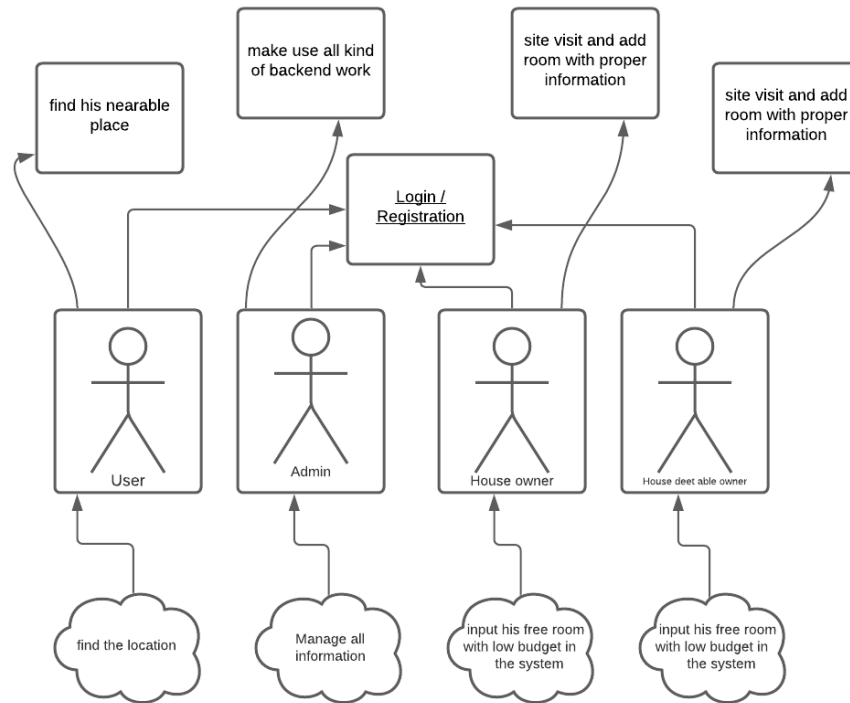 find his nearable
place
make use all kind
of backend work
site visit and add
room with proper
information
site visit and add
room with proper
information
Login /
Registration
User
Admin
House owner
House deet able owner
find the location
Manage all
information
input his free room
with low budget in
the system
input his free room
with low budget in
the system